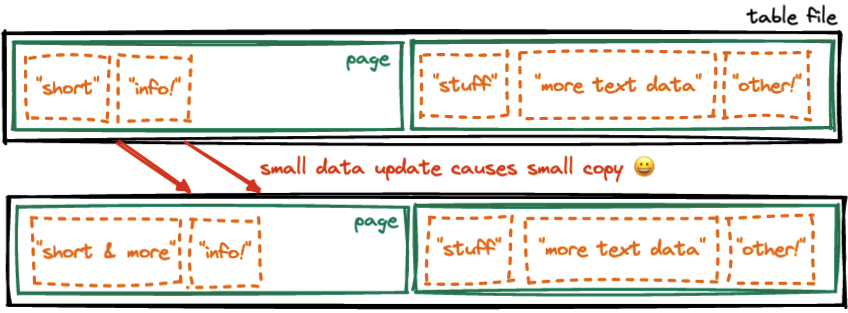 table file
page
"short" "info!" "stuff" "more text data" "other!"
small data update causes small copy 😀
page
"short & more" "info!" "stuff" "more text data" "other!"